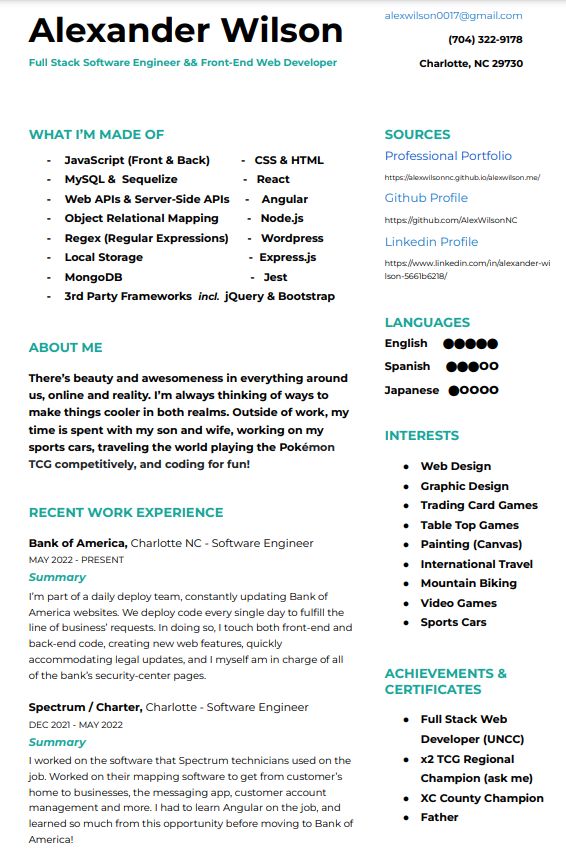 Alexander Wilson
Full Stack Software Engineer && Front-End Web Developer
alexwilson0017@gmail.com
(704) 322-9178
Charlotte, NC 29730
WHAT I’M MADE OF
- JavaScript (Front & Back) - CSS & HTML
- MySQL & Sequelize - React
- Web APIs & Server-Side APIs - Angular
- Object Relational Mapping - Node.js
- Regex (Regular Expressions) - Wordpress
- Local Storage - Express.js
- MongoDB - Jest
- 3rd Party Frameworks incl. jQuery & Bootstrap
ABOUT ME
There’s beauty and awesomeness in everything around
us, online and reality. I’m always thinking of ways to
make things cooler in both realms. Outside of work, my
time is spent with my son and wife, working on my
sports cars, traveling the world playing the Pokémon
TCG competitively, and coding for fun!
RECENT WORK EXPERIENCE
Bank of America, Charlotte NC - Software Engineer
MAY 2022 - PRESENT
Summary
I’m part of a daily deploy team, constantly updating Bank of
America websites. We deploy code every single day to fulfill the
line of business’ requests. In doing so, I touch both front-end and
back-end code, creating new web features, quickly
accommodating legal updates, and I myself am in charge of all
of the bank’s security-center pages.
Spectrum / Charter, Charlotte - Software Engineer
DEC 2021 - MAY 2022
Summary
I worked on the software that Spectrum technicians used on the
job. Worked on their mapping software to get from customer’s
home to businesses, the messaging app, customer account
management and more. I had to learn Angular on the job, and
learned so much from this opportunity before moving to Bank of
America!
SOURCES
Professional Portfolio
https://alexwilsonnc.github.io/alexwilson.me/
Github Profile
https://github.com/AlexWilsonNC
Linkedin Profile
https://www.linkedin.com/in/alexander-wi
lson-5661b6218/
LANGUAGES
English ●●●●●
Spanish ●●●○○
Japanese ●○○○○
INTERESTS
● Web Design
● Graphic Design
● Trading Card Games
● Table Top Games
● Painting (Canvas)
● International Travel
● Mountain Biking
● Video Games
● Sports Cars
ACHIEVEMENTS &
CERTIFICATES
● Full Stack Web
Developer (UNCC)
● x2 TCG Regional
Champion (ask me)
● XC County Champion
● Father